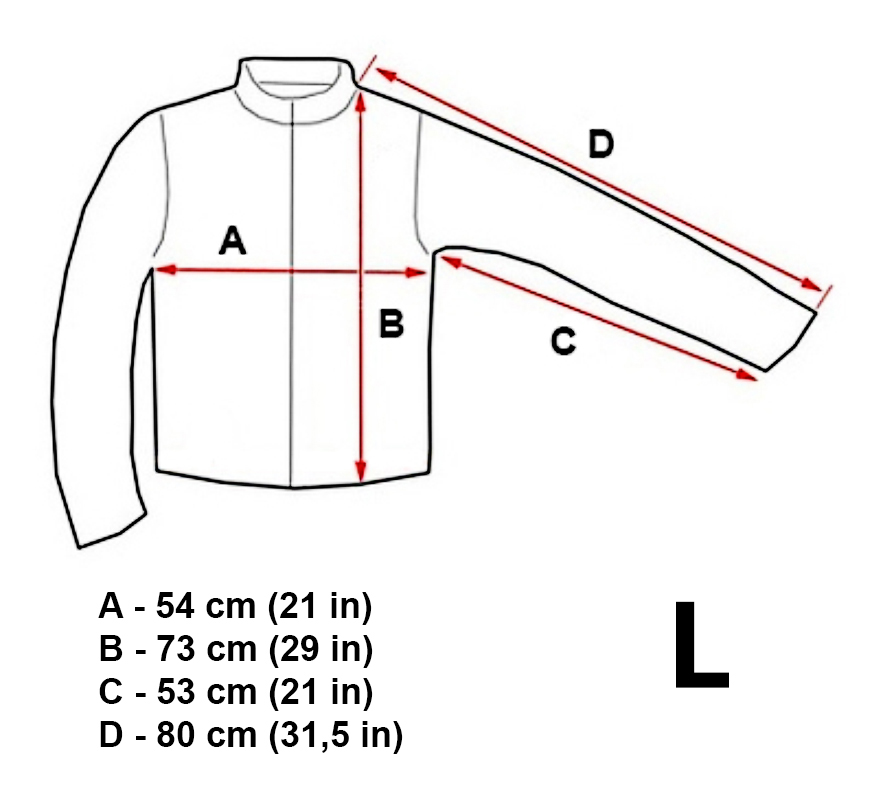 D
A
B
C
A - 54 cm (21 in)
B - 73 cm (29 in)
C - 53 cm (21 in)
D - 80 cm (31,5 in)
L